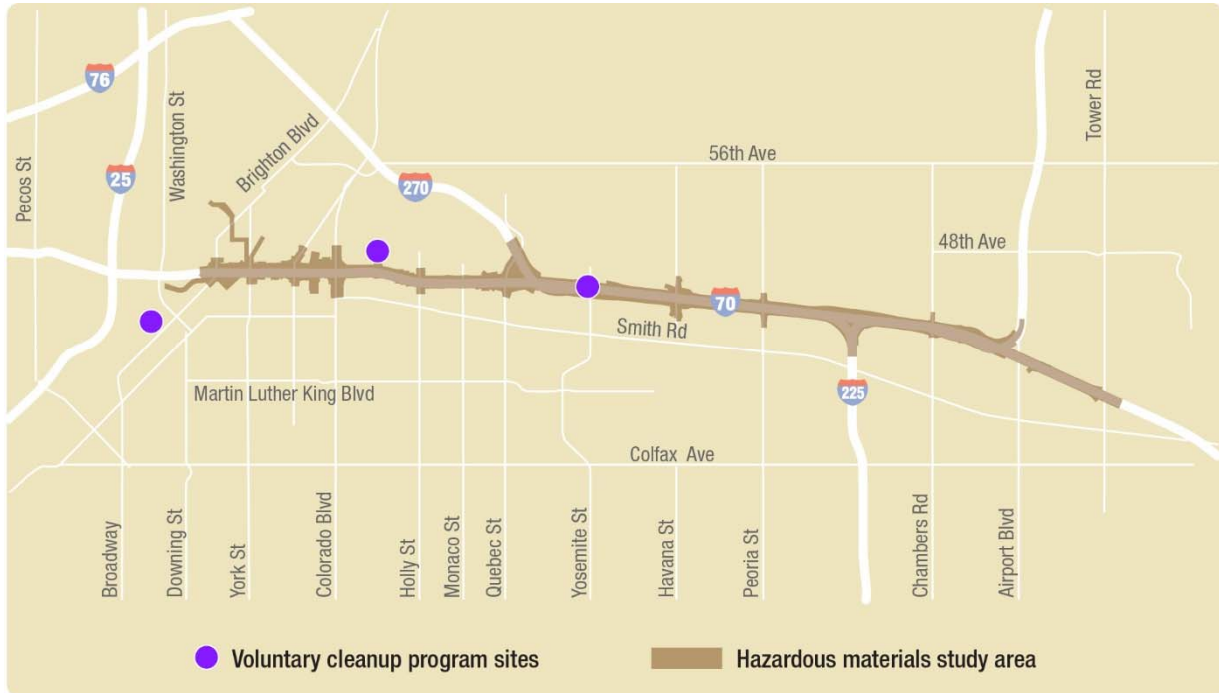 76
25
270
70
225
Pecos St
Washington St
Brighton Blvd
56th Ave
Tower Rd
48th Ave
Smith Rd
Martin Luther King Blvd
Colfax Ave
Broadway
Downing St
York St
Colorado Blvd
Holly St
Monaco St
Quebec St
Yosemite St
Havana St
Peoria St
Chambers Rd
Airport Blvd
Voluntary cleanup program sites
Hazardous materials study area